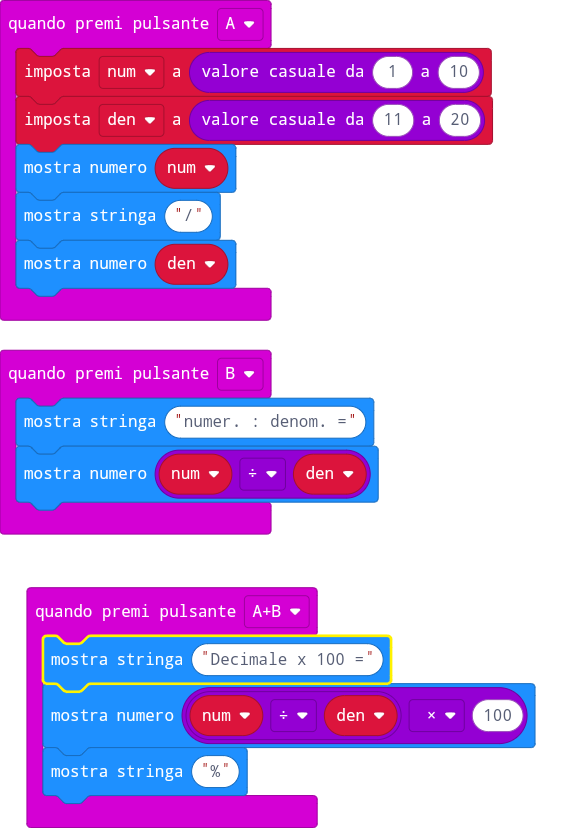 quando premi pulsante A
imposta num a valore casuale da 1 a 10
imposta den a valore casuale da 11 a 20
mostra numero num
mostra stringa "/"
mostra numero den
quando premi pulsante B
mostra stringa "numer. : denom. ="
mostra numero num ÷ den
quando premi pulsante A+B
mostra stringa "Decimale x 100 ="
mostra numero num ÷ den × 100
mostra stringa "%"